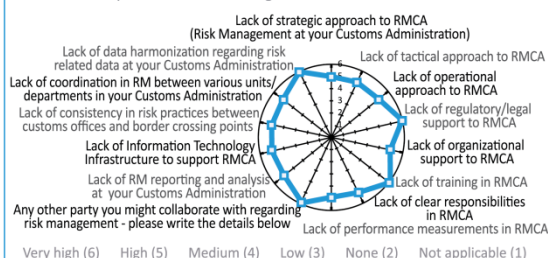 Lack of strategic approach to RMCA
(Risk Management at your Customs Administration)
Lack of data harmonization regarding risk
related data at your Customs Administration
Lack of tactical approach to RMCA
Lack of coordination in RM between various units/
departments in your Customs Administration
Lack of operational
approach to RMCA
Lack of consistency in risk practices between
customs offices and border crossing points
Lack of regulatory/legal
support to RMCA
Lack of Information Technology
Infrastructure to support RMCA
Lack of organizational
support to RMCA
Lack of RM reporting and analysis
at your Customs Administration
Lack of training in RMCA
Any other party you might collaborate with regarding
risk management - please write the details below
Lack of clear responsibilities
in RMCA
Lack of performance measurements in RMCA
6
5
4
3
Very high (6) High (5) Medium (4) Low (3) None (2) Not applicable (1)